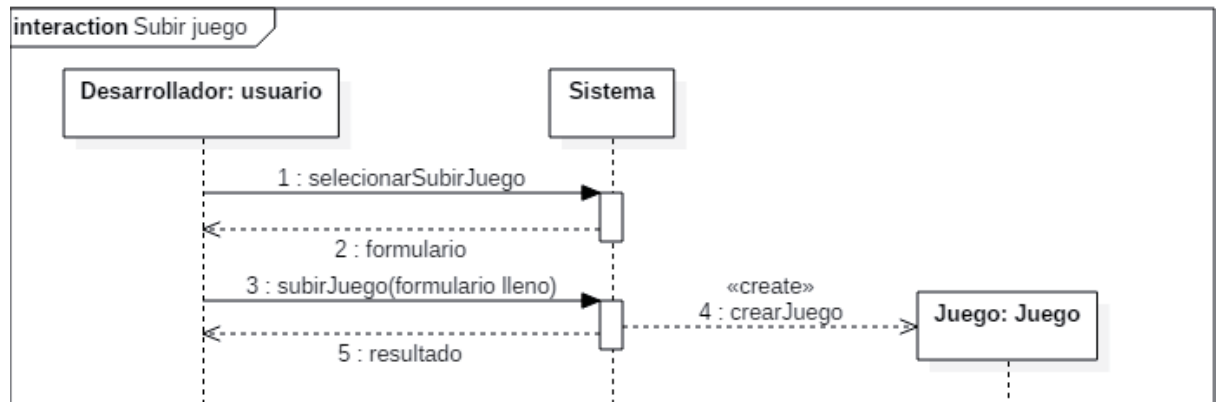 interaction Subir juego
Desarrollador: usuario
Sistema
1 : selecionarSubirJuego
2 : formulario
3 : subirJuego(formulario lleno)
«create»
4 : crearJuego
Juego: Juego
5 : resultado